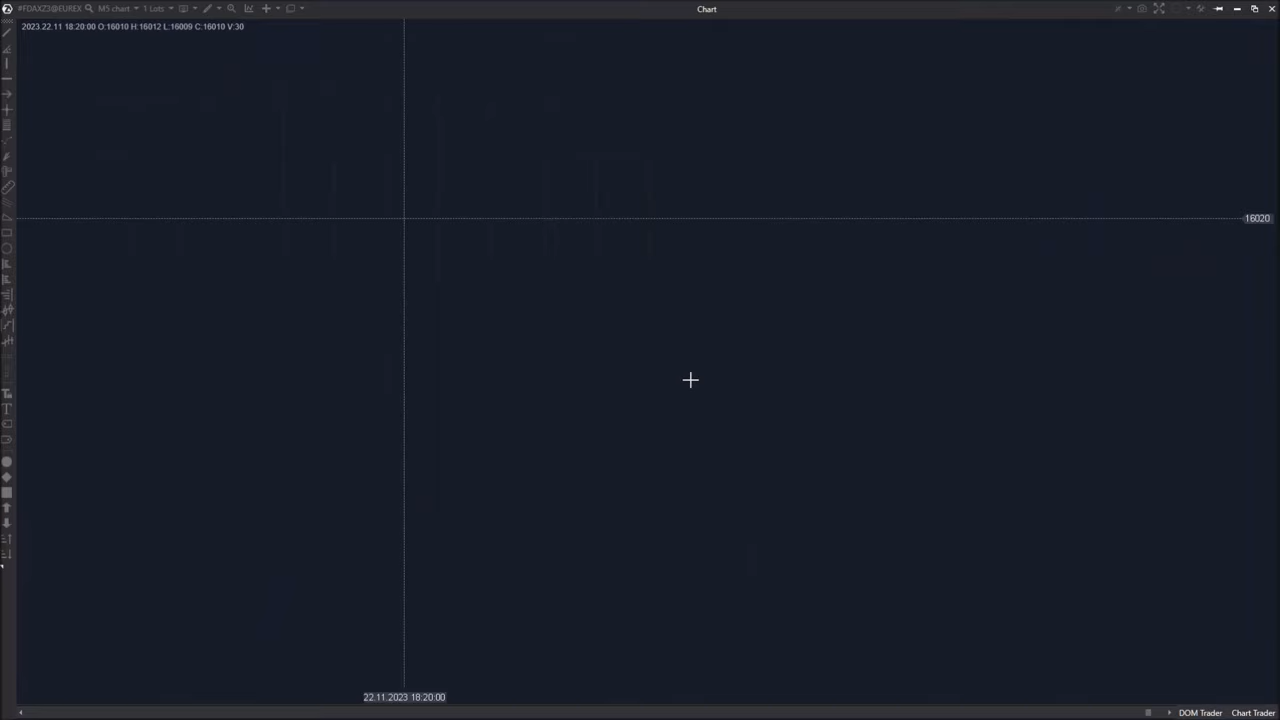 #FDAXZ3@EUREX M5 chart 1 Lots Chart
2023.22.11 18:20:00 O:16010 H:16012 L:16009 C:16010 V:30
16020
22.11.2023 18:20:00
DOM Trader Chart Trader